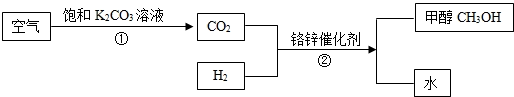 空气
饱和 K2CO3 溶液
①
CO2
H2
铬锌催化剂
②
甲醇 CH3OH
水